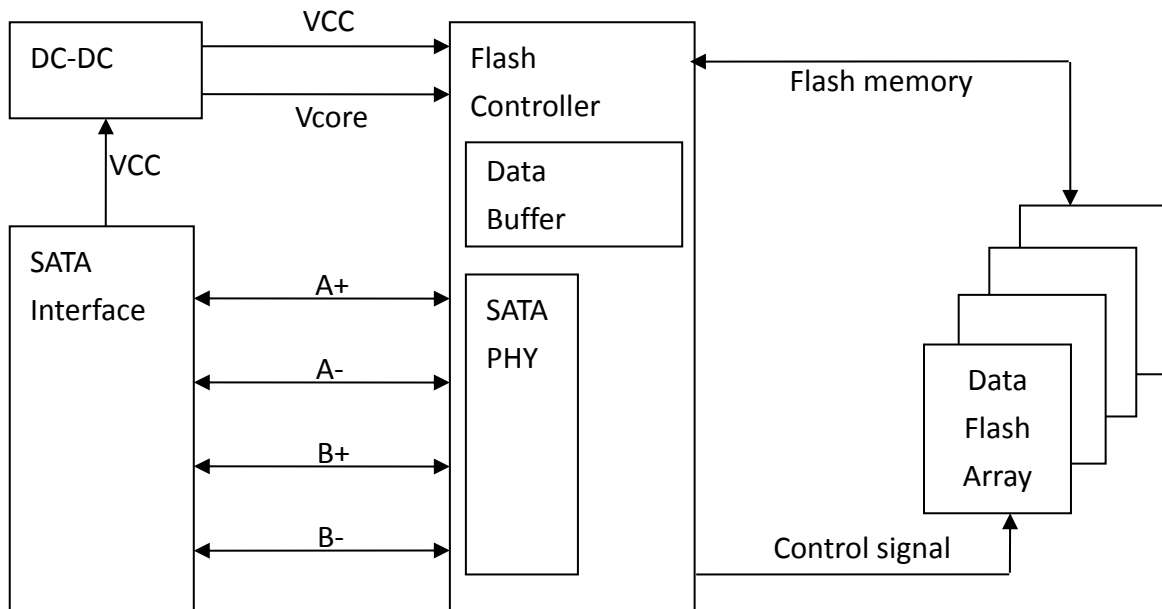 DC-DC
VCC
Vcore
VCC
SATA
Interface
A+
A-
B+
B-
Flash
Controller
Data
Buffer
SATA
PHY
Flash memory
Data
Flash
Array
Control signal